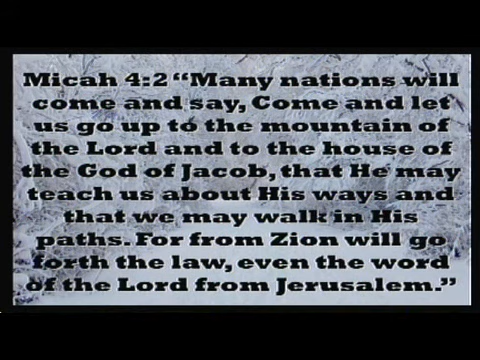 Micah 4:2 “Many nations will
come and say, Come and let
us go up to the mountain of
the Lord and to the house of
the God of Jacob, that He may
teach us about His ways and
that we may walk in His
paths. For from Zion will go
forth the law, even the word
of the Lord from Jerusalem.”